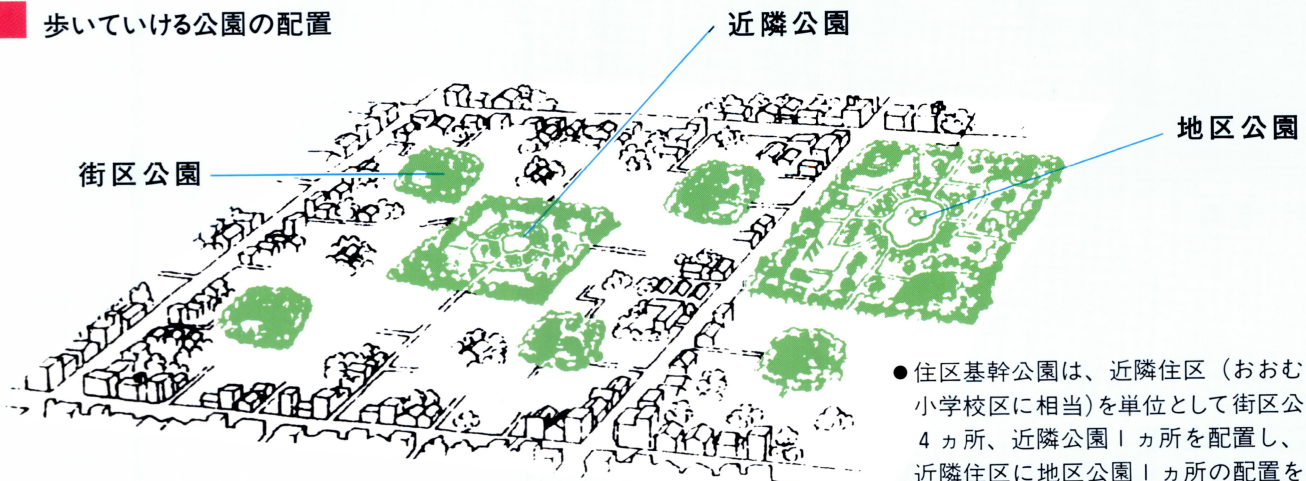 歩いていける公園の配置
近隣公園
地区公園
街区公園
●住区基幹公園は、近隣住区(おおむ
小学校区に相当)を単位として街区公
4ヵ所、近隣公園1ヵ所を配置し、
近隣住区に地区公園1ヵ所の配置を